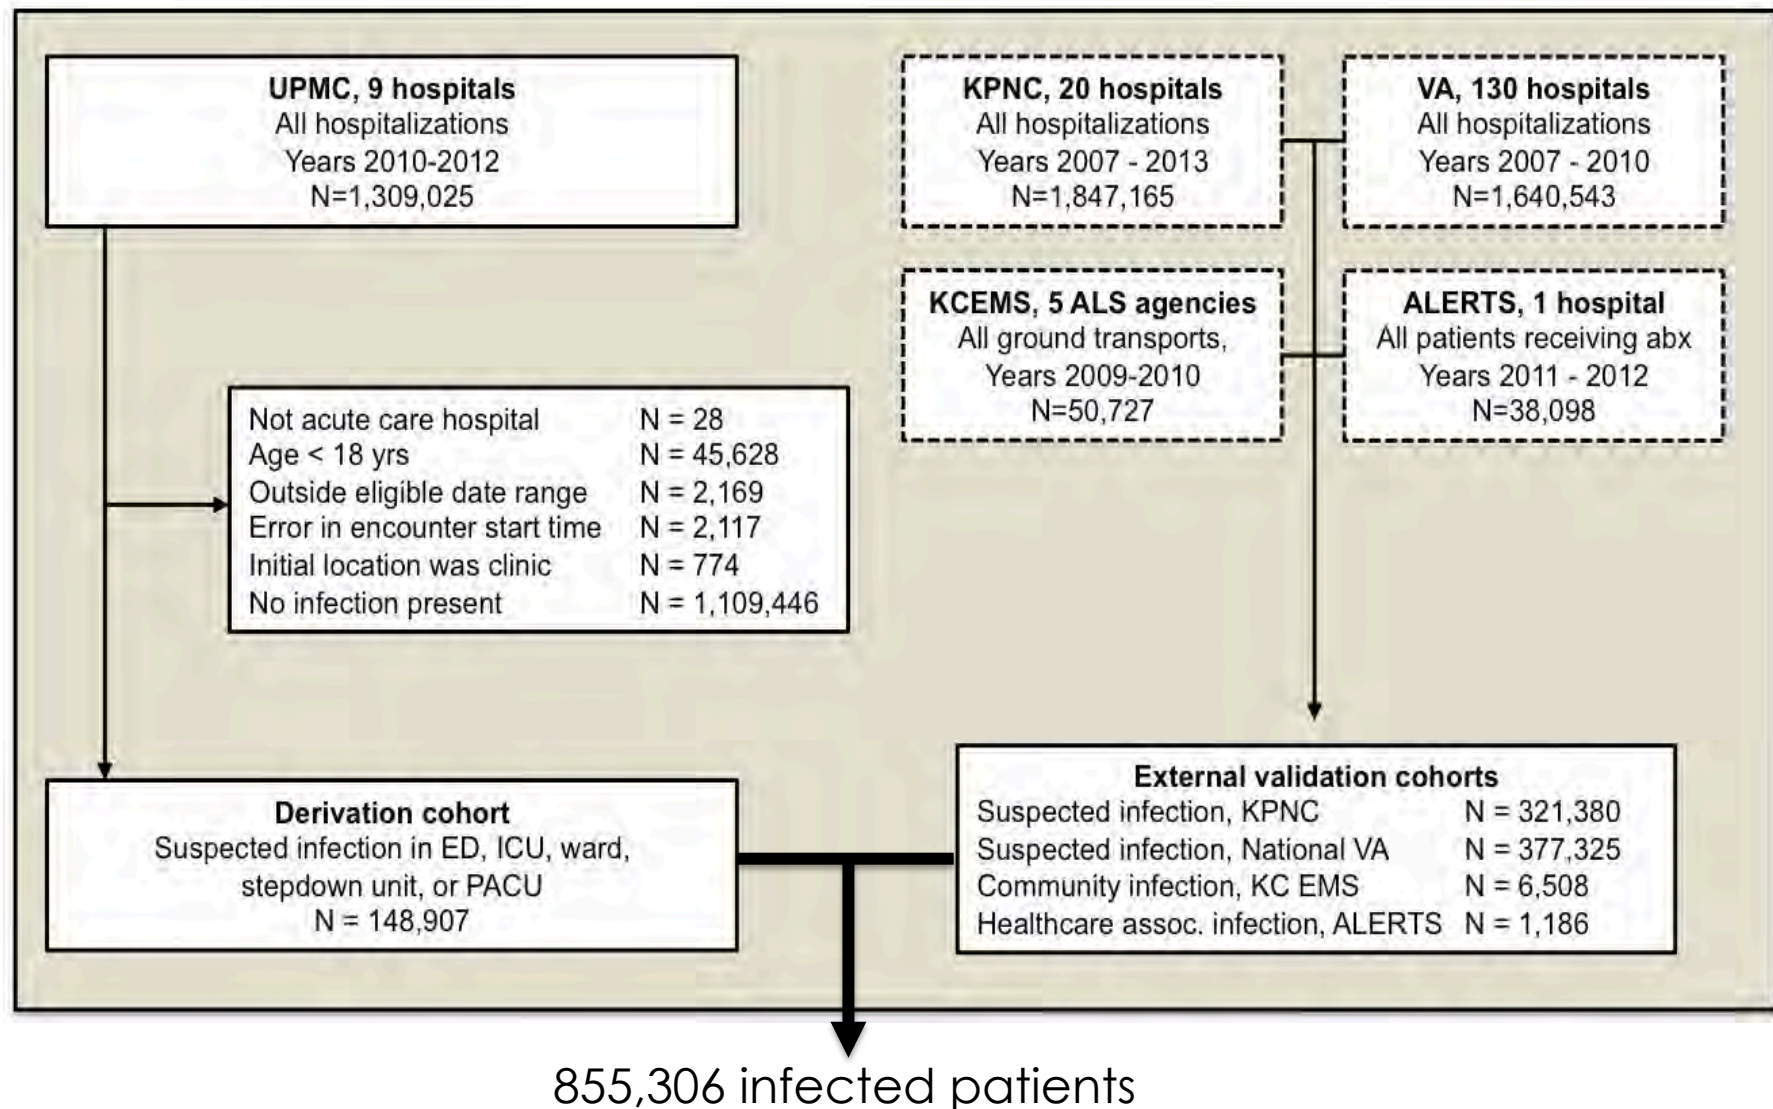 UPMC, 9 hospitals
All hospitalizations
Years 2010-2012
N=1,309,025
KPNC, 20 hospitals
All hospitalizations
Years 2007 - 2013
N=1,847,165
VA, 130 hospitals
All hospitalizations
Years 2007 - 2010
N=1,640,543
KCEMS, 5 ALS agencies
All ground transports,
Years 2009-2010
N=50,727
ALERTS, 1 hospital
All patients receiving abx
Years 2011 - 2012
N=38,098
Not acute care hospital N = 28
Age < 18 yrs N = 45,628
Outside eligible date range N = 2,169
Error in encounter start time N = 2,117
Initial location was clinic N = 774
No infection present N = 1,109,446
Derivation cohort
Suspected infection in ED, ICU, ward,
stepdown unit, or PACU
N = 148,907
External validation cohorts
Suspected infection, KPNC N = 321,380
Suspected infection, National VA N = 377,325
Community infection, KC EMS N = 6,508
Healthcare assoc. infection, ALERTS N = 1,186
855,306 infected patients